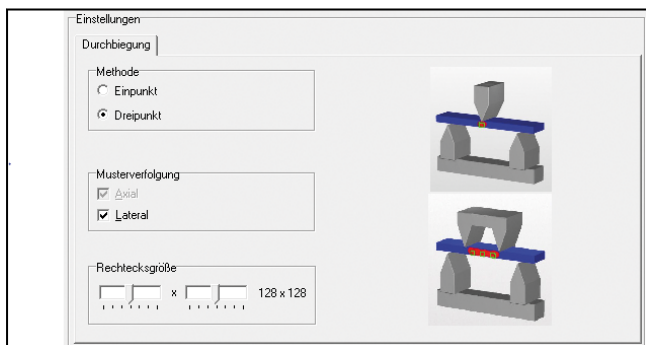 Einstellungen
Durchbiegung
Methode
Einpunkt
Dreipunkt
Musterverfolgung
Axial
Lateral
Rechtecksgröße
x 128 x 128